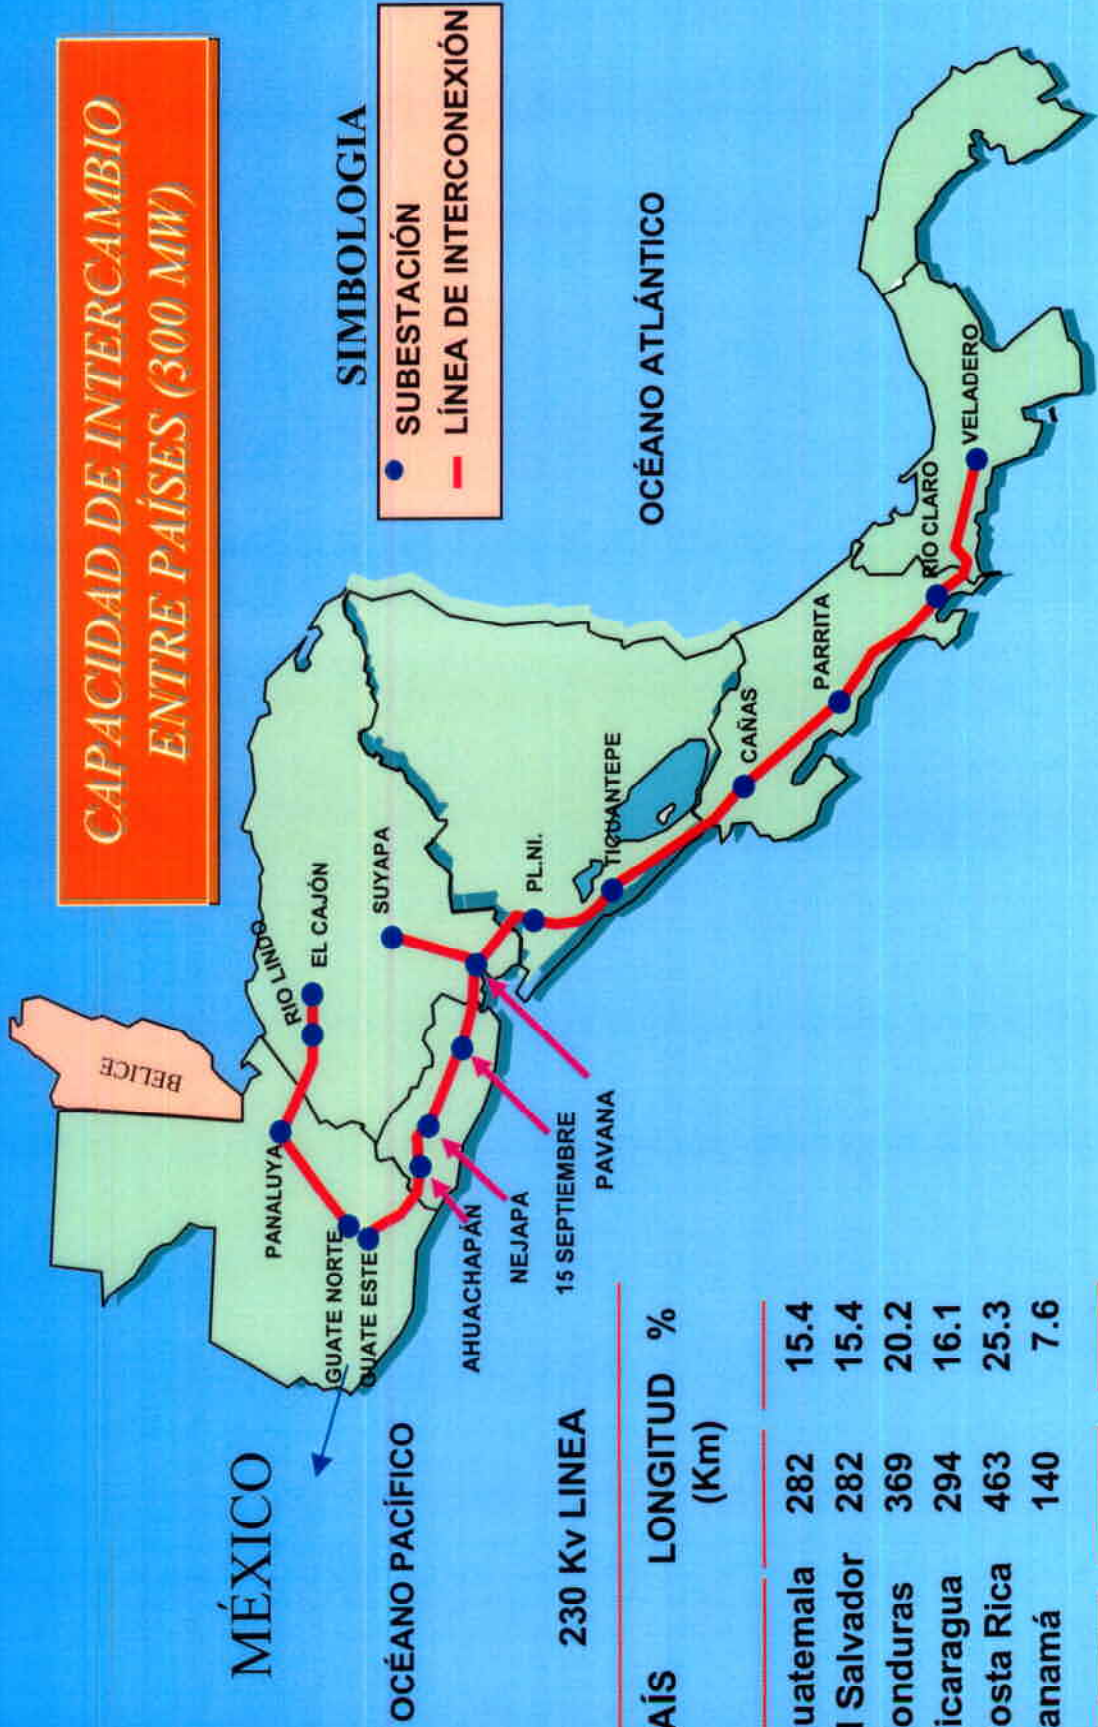 CAPACIDAD DE INTERCAMBIO
ENTRE PAÍSES (300 MW)
SIMBOLOGIA
SUBESTACIÓN
LÍNEA DE INTERCONEXIÓN
MÉXICO
BELICE
PANALUYA
RIO LINDO
EL CAJÓN
GUATE NORTE
GUATE ESTE
SUYAPA
AHUACHAPÁN
NEJAPA
15 SEPTIEMBRE
PAVANA
PL.NI.
TICUANTEPE
CAÑAS
PARRITA
RÍO CLARO
VELADERO
OCÉANO ATLÁNTICO
OCÉANO PACÍFICO
230 Kv LINEA
AÍS LONGITUD %
(Km)
uatemala 282 15.4
l Salvador 282 15.4
onduras 369 20.2
icaragua 294 16.1
osta Rica 463 25.3
anamá 140 7.6